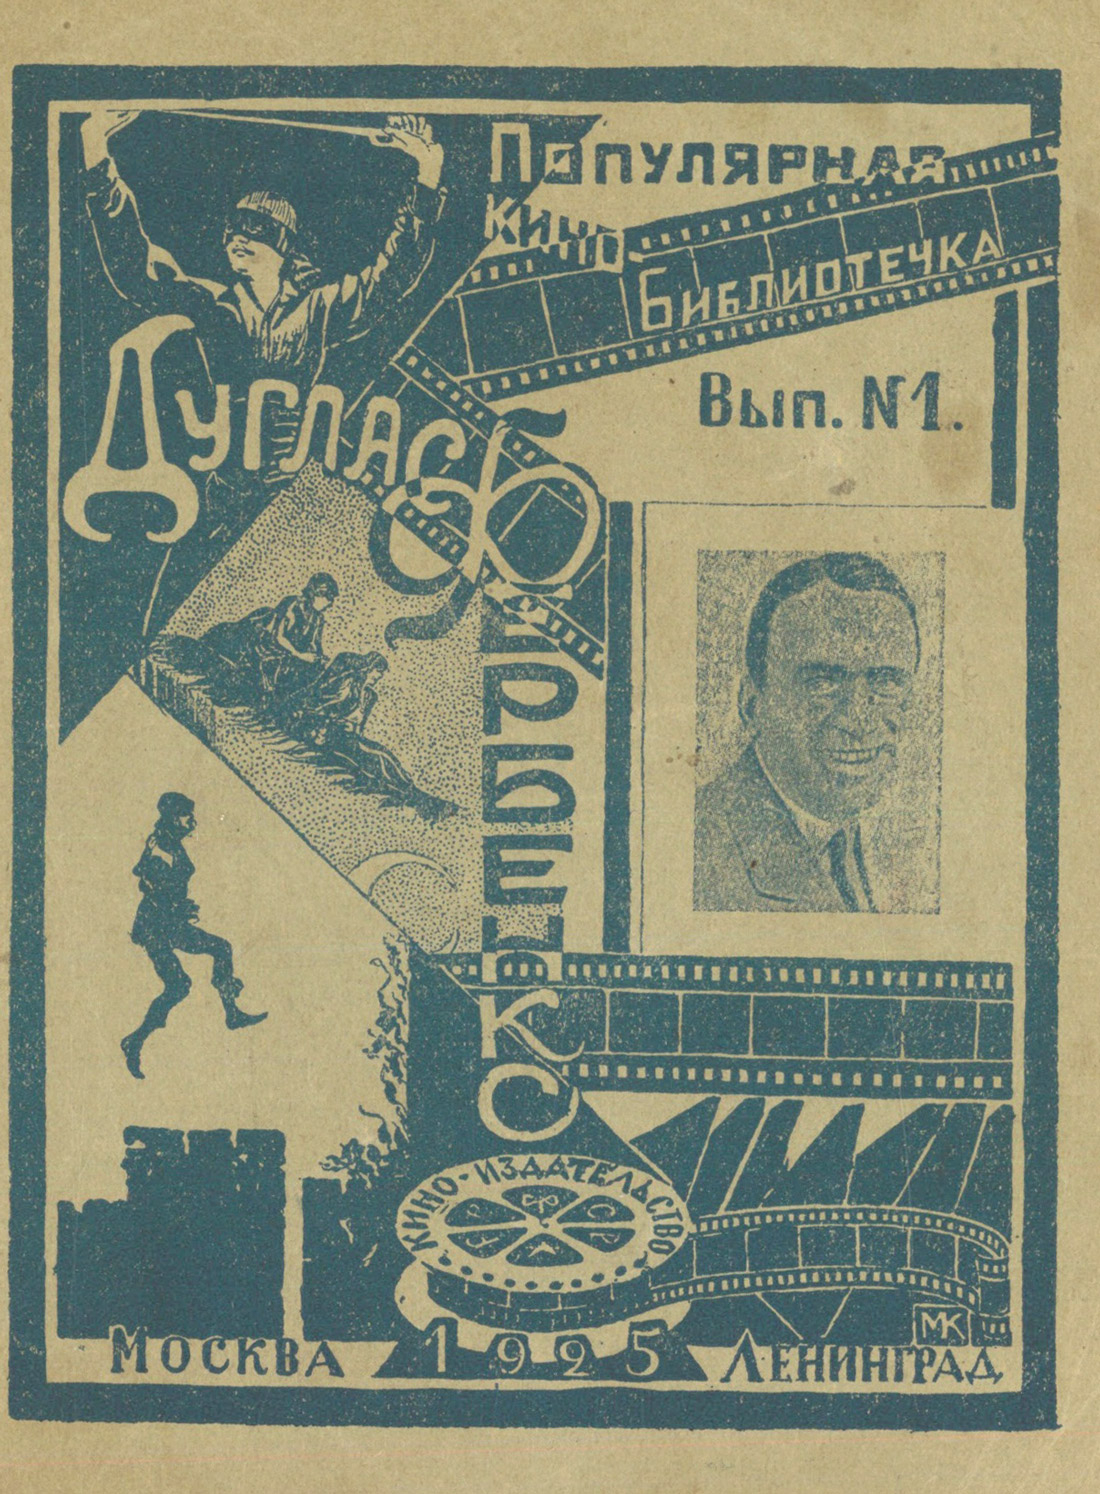 Популярная
кино-
Библиотечка
Вып. №1.
Дуглас
Фербенкс
Кино-издательство
Москва 1925 Ленинград
МК